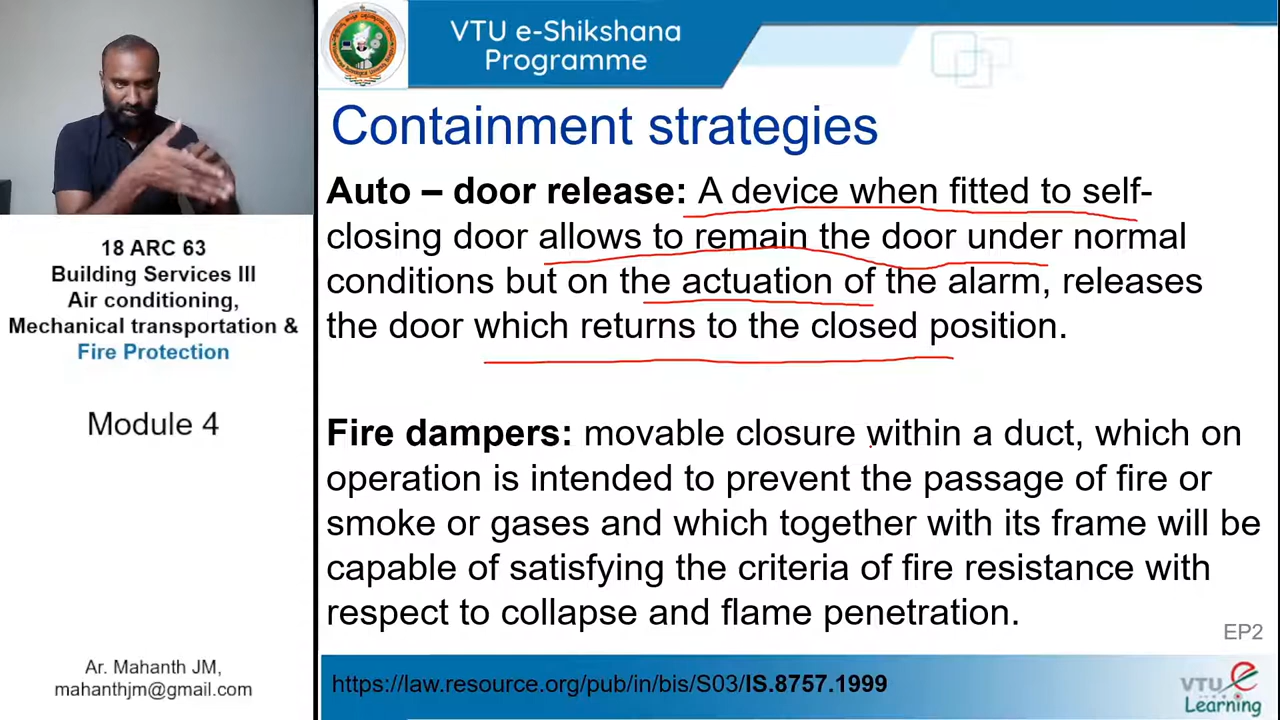 VTU e-Shikshana
Programme
Containment strategies
Auto – door release: A device when fitted to self-
closing door allows to remain the door under normal
conditions but on the actuation of the alarm, releases
the door which returns to the closed position.
Fire dampers: movable closure within a duct, which on
operation is intended to prevent the passage of fire or
smoke or gases and which together with its frame will be
capable of satisfying the criteria of fire resistance with
respect to collapse and flame penetration.
EP2
18 ARC 63
Building Services III
Air conditioning,
Mechanical transportation &
Fire Protection
Module 4
Ar. Mahanth JM,
mahanthjm@gmail.com
https://law.resource.org/pub/in/bis/S03/IS.8757.1999
VTU e
Learning